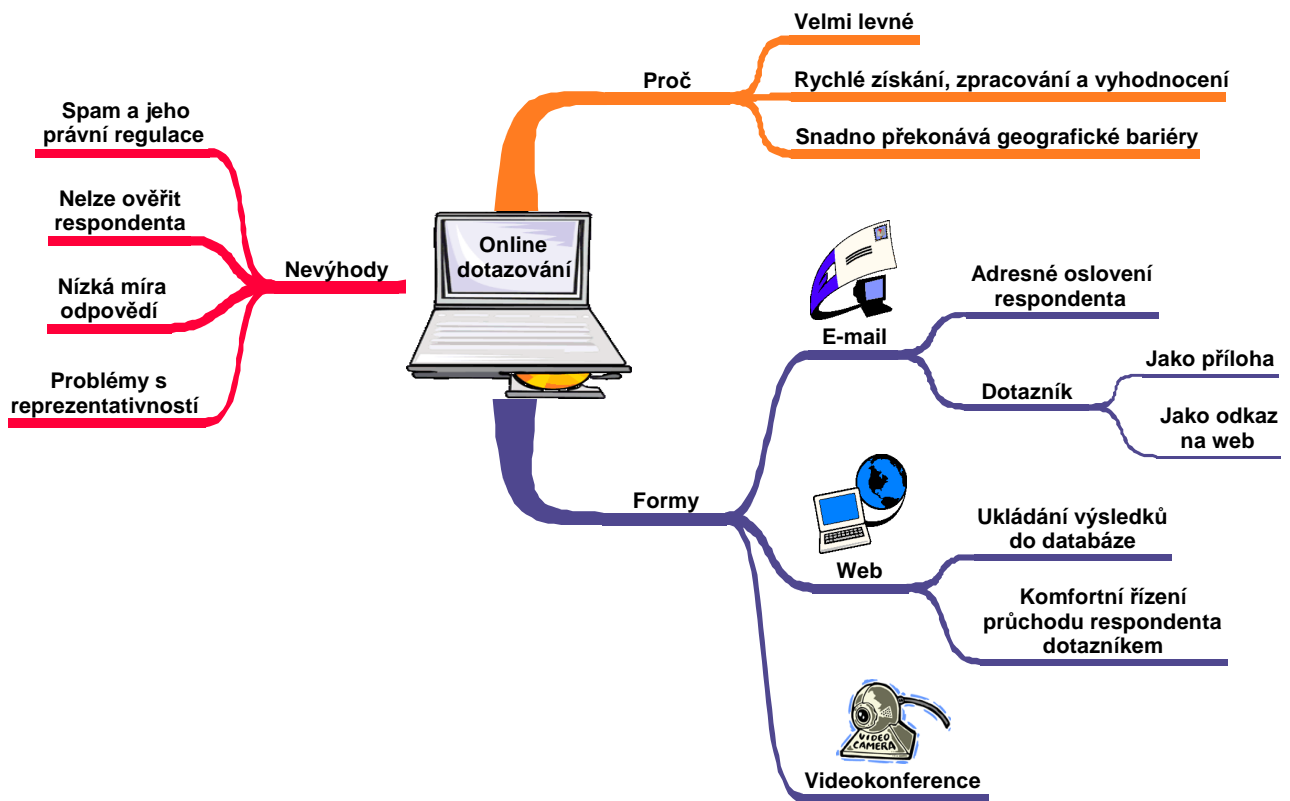 Online
dotazování
Proč
Velmi levné
Rychlé získání, zpracování a vyhodnocení
Snadno překonává geografické bariéry
Nevýhody
Spam a jeho
právní regulace
Nelze ověřit
respondenta
Nízká míra
odpovědí
Problémy s
reprezentativností
Formy
E-mail
Adresné oslovení
respondenta
Dotazník
Jako příloha
Jako odkaz
na web
Web
Ukládání výsledků
do databáze
Komfortní řízení
průchodu respondenta
dotazníkem
VIDEO
CAMERA
Videokonference